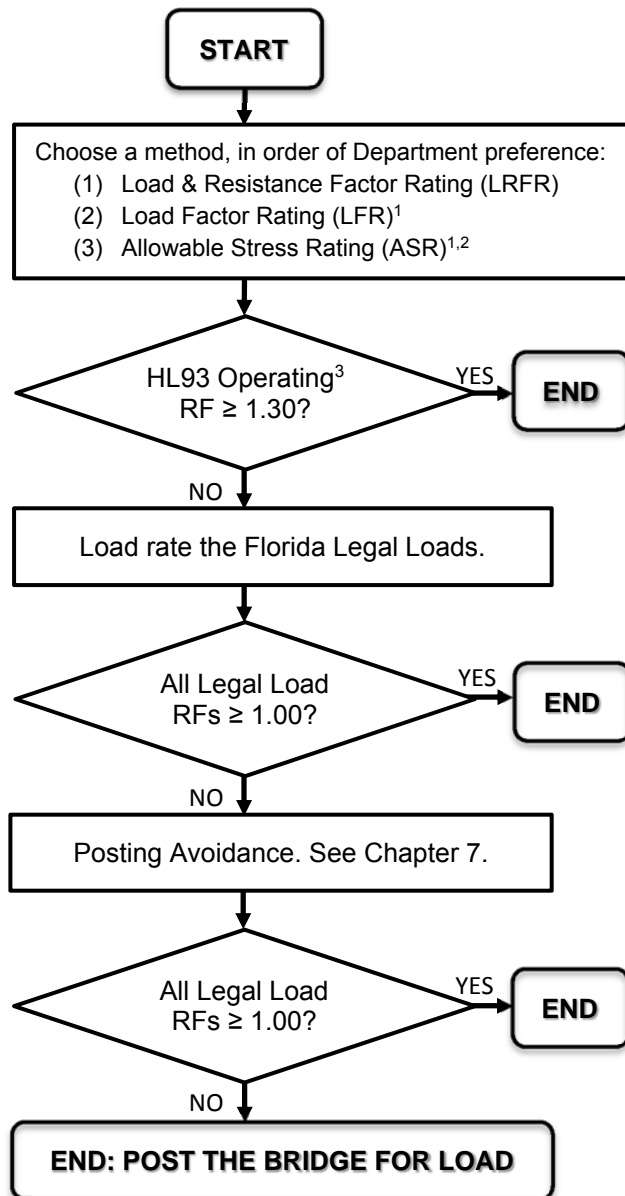 START
Choose a method, in order of Department preference:
(1) Load & Resistance Factor Rating (LRFR)
(2) Load Factor Rating (LFR)¹
(3) Allowable Stress Rating (ASR)¹,²
HL93 Operating³
RF ≥ 1.30?
YES
END
NO
Load rate the Florida Legal Loads.
All Legal Load
RFs ≥ 1.00?
YES
END
NO
Posting Avoidance. See Chapter 7.
All Legal Load
RFs ≥ 1.00?
YES
END
NO
END: POST THE BRIDGE FOR LOAD